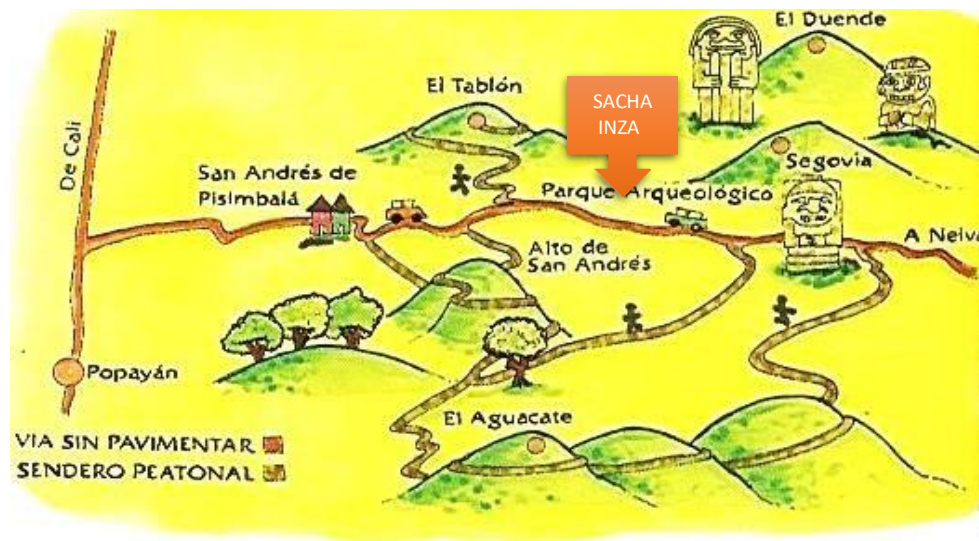 El Duende
El Tablón
SACHA
INZA
De Cali
San Andrés de
Pisimbalá
Parque Arqueológico
Segovia
Alto de
San Andrés
A Neiva
Popayán
El Aguacate
VIA SIN PAVIMENTAR
SENDERO PEATONAL